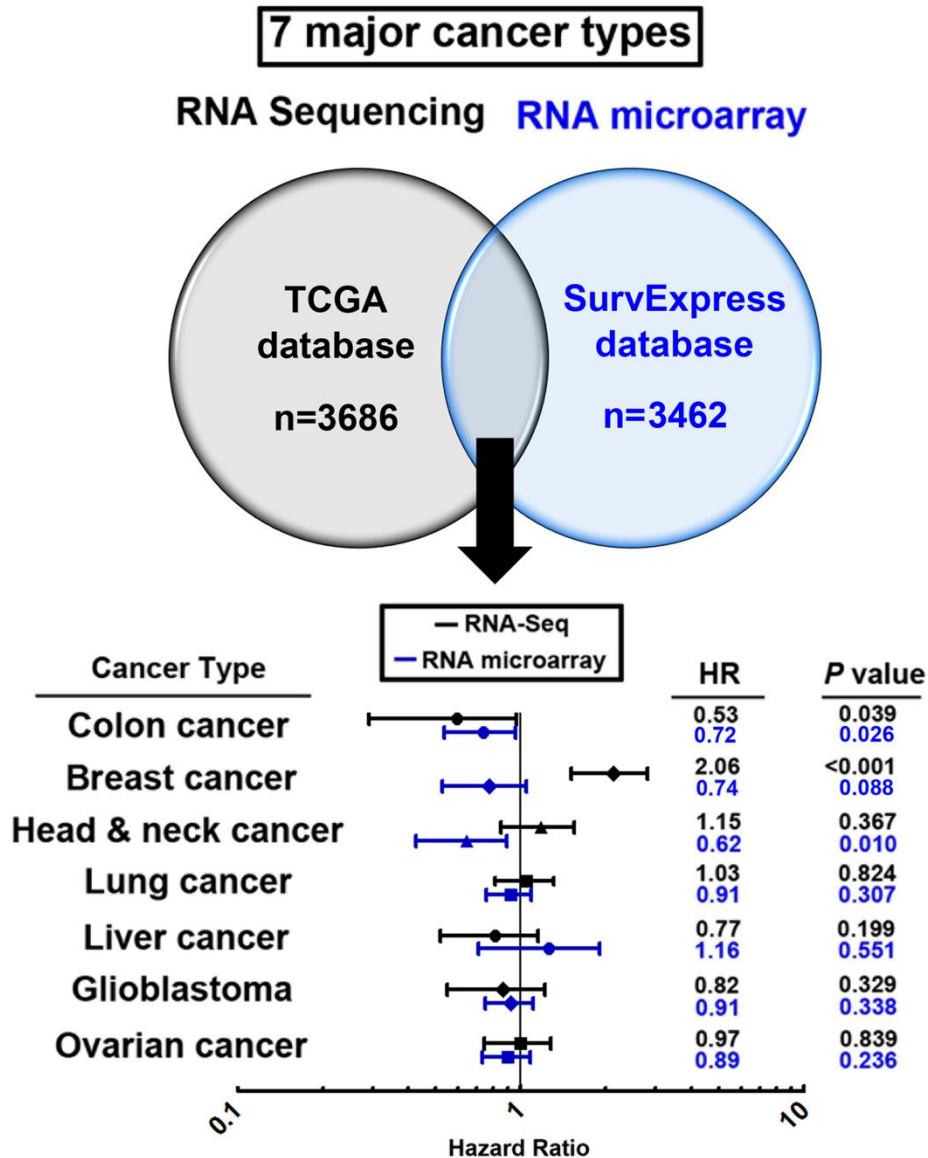 7 major cancer types
RNA Sequencing RNA microarray
TCGA
database
n=3686
SurvExpress
database
n=3462
RNA-Seq
RNA microarray
Cancer Type HR P value
Colon cancer 0.53 0.039
0.72 0.026
Breast cancer 2.06 <0.001
0.74 0.088
Head & neck cancer 1.15 0.367
0.62 0.010
Lung cancer 1.03 0.824
0.91 0.307
Liver cancer 0.77 0.199
1.16 0.551
Glioblastoma 0.82 0.329
0.91 0.338
Ovarian cancer 0.97 0.839
0.89 0.236
0.1 1 10
Hazard Ratio